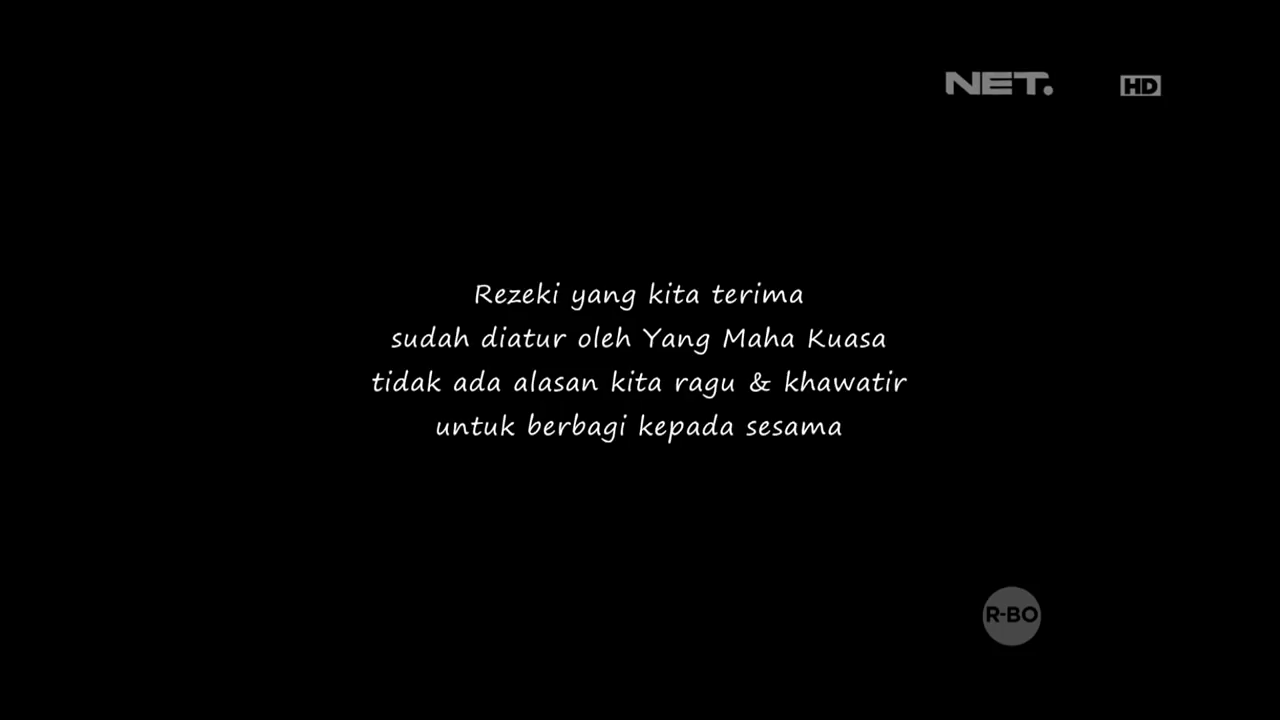 NET. HD
Rezeki yang kita terima
sudah diatur oleh Yang Maha Kuasa
tidak ada alasan kita ragu & khawatir
untuk berbagi kepada sesama
R-BO